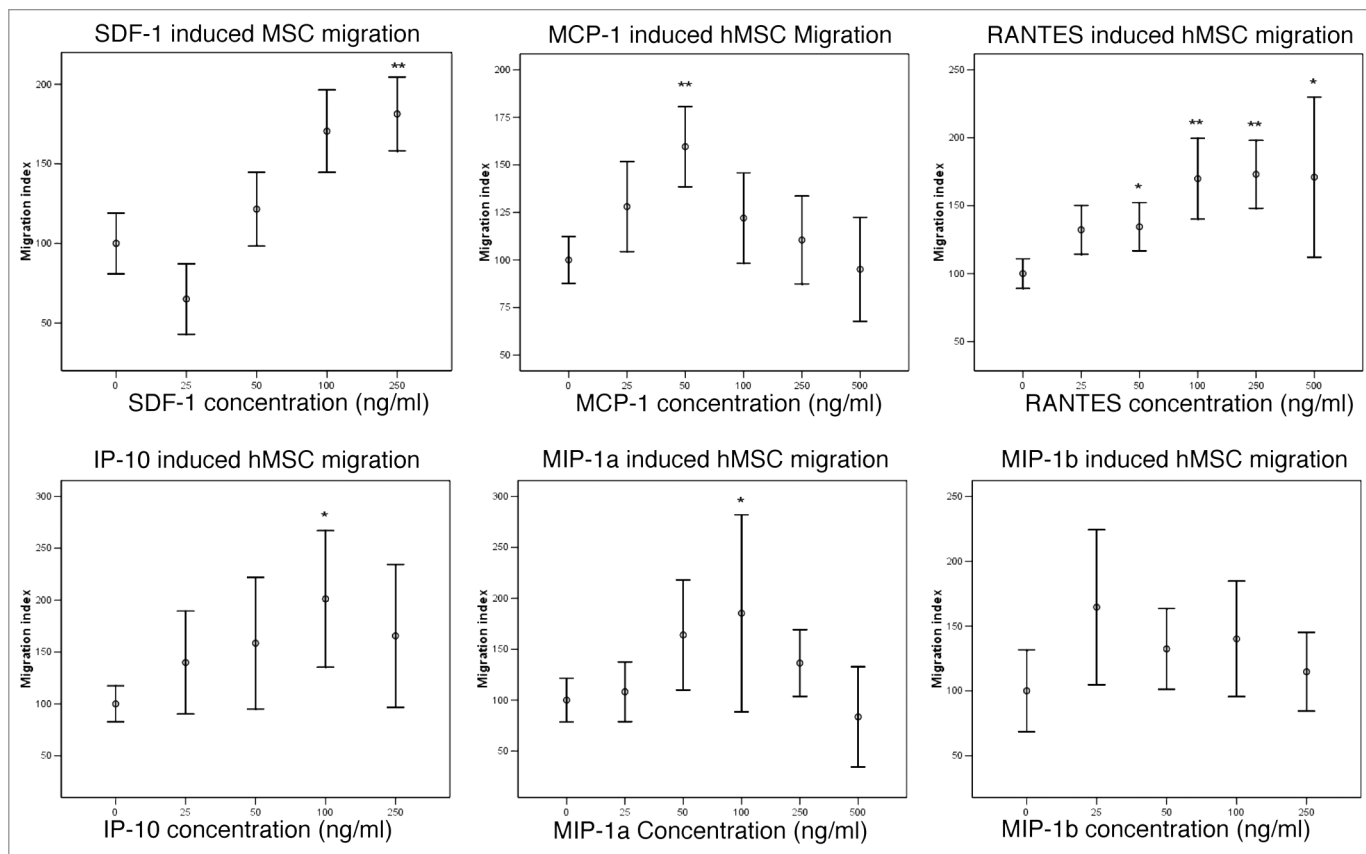 SDF-1 induced MSC migration
**
200
150
100
50
Migration index
0 25 50 100 250
SDF-1 concentration (ng/ml)
MCP-1 induced hMSC Migration
**
200
175
150
125
100
75
50
Migration index
0 25 50 100 250 500
MCP-1 concentration (ng/ml)
RANTES induced hMSC migration
* ** ** *
250
200
150
100
50
Migration index
0 25 50 100 250 500
RANTES concentration (ng/ml)
IP-10 induced hMSC migration
*
300
250
200
150
100
50
Migration index
0 25 50 100 250
IP-10 concentration (ng/ml)
MIP-1a induced hMSC migration
*
300
250
200
150
100
50
Migration index
0 25 50 100 250 500
MIP-1a Concentration (ng/ml)
MIP-1b induced hMSC migration
250
200
150
100
50
Migration index
0 25 50 100 250
MIP-1b concentration (ng/ml)